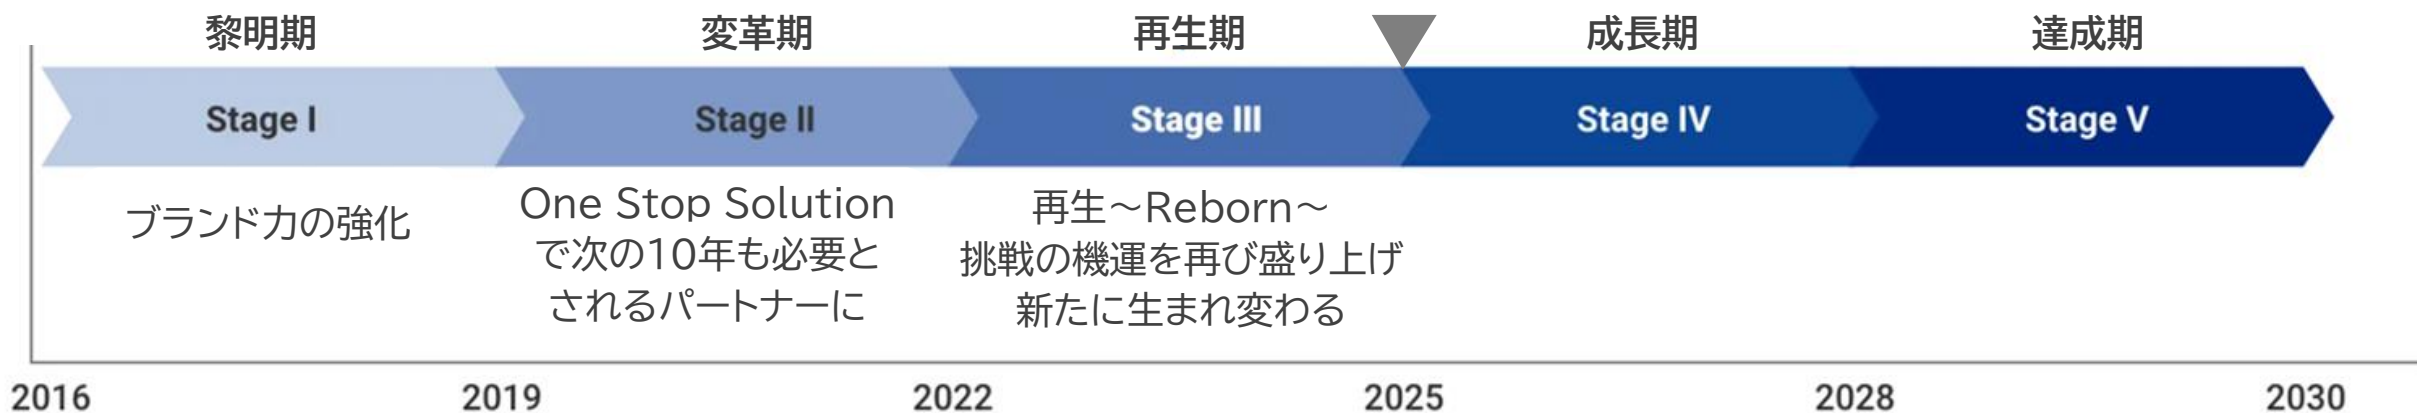 黎明期
変革期
再生期
成長期
達成期
Stage I
Stage II
Stage III
Stage IV
Stage V
ブランド力の強化
One Stop Solution
で次の10年も必要と
されるパートナーに
再生～Reborn～
挑戦の機運を再び盛り上げ
新たに生まれ変わる
2016
2019
2022
2025
2028
2030